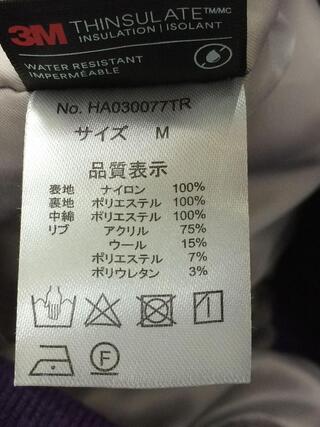 3M THINSULATE TM/MC
INSULATION | ISOLANT
WATER RESISTANT
IMPERMÉABLE
No. HA030077TR
サイズ M
品質表示
表地 ナイロン 100%
裏地 ポリエステル 100%
中綿 ポリエステル 100%
リブ アクリル 75%
ウール 15%
ポリエステル 7%
ポリウレタン 3%
F